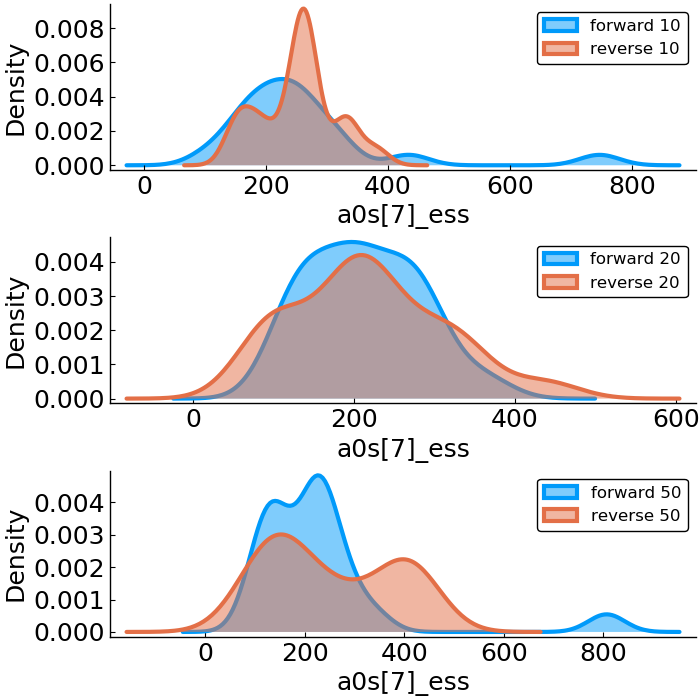 Density
0.008
0.006
0.004
0.002
0.000
forward 10
reverse 10
0 200 400 600 800
a0s[7]_ess
Density
0.004
0.003
0.002
0.001
0.000
forward 20
reverse 20
0 200 400 600
a0s[7]_ess
Density
0.004
0.003
0.002
0.001
0.000
forward 50
reverse 50
0 200 400 600 800
a0s[7]_ess